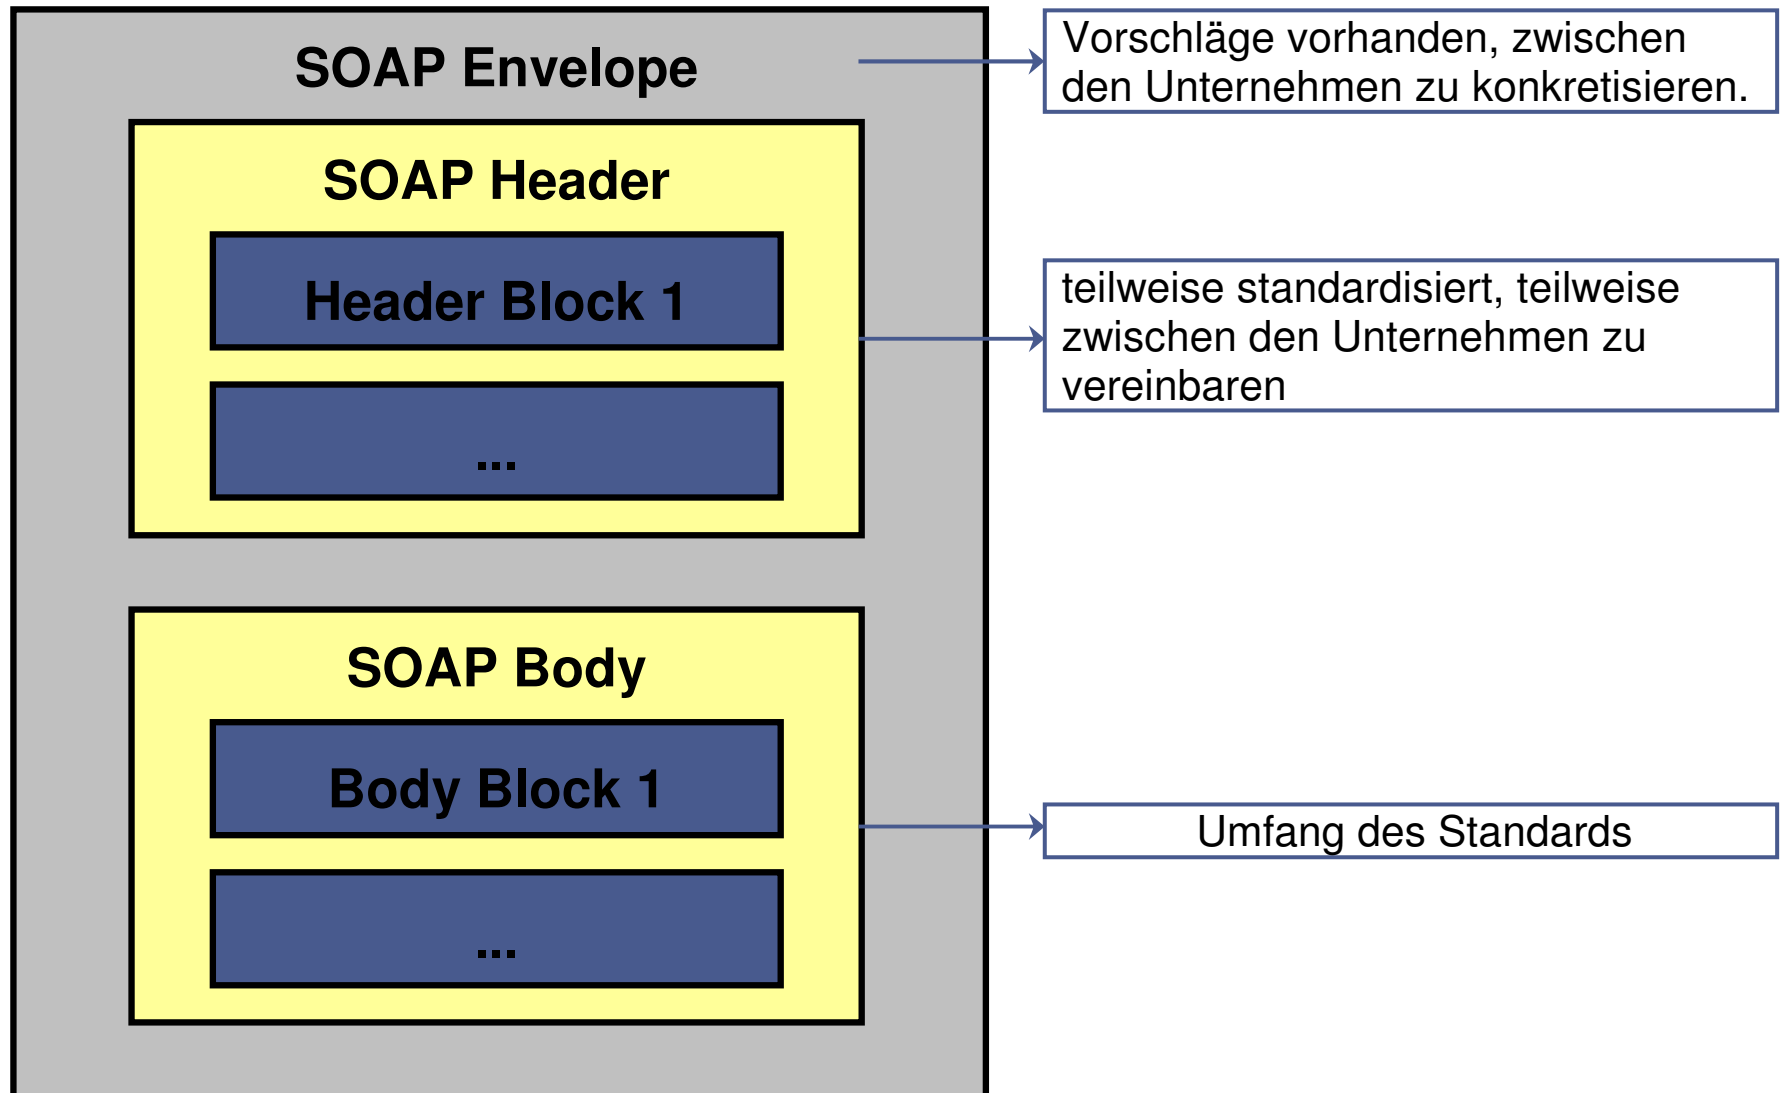 SOAP Envelope
Vorschläge vorhanden, zwischen
den Unternehmen zu konkretisieren.
SOAP Header
Header Block 1
...
teilweise standardisiert, teilweise
zwischen den Unternehmen zu
vereinbaren
SOAP Body
Body Block 1
...
Umfang des Standards